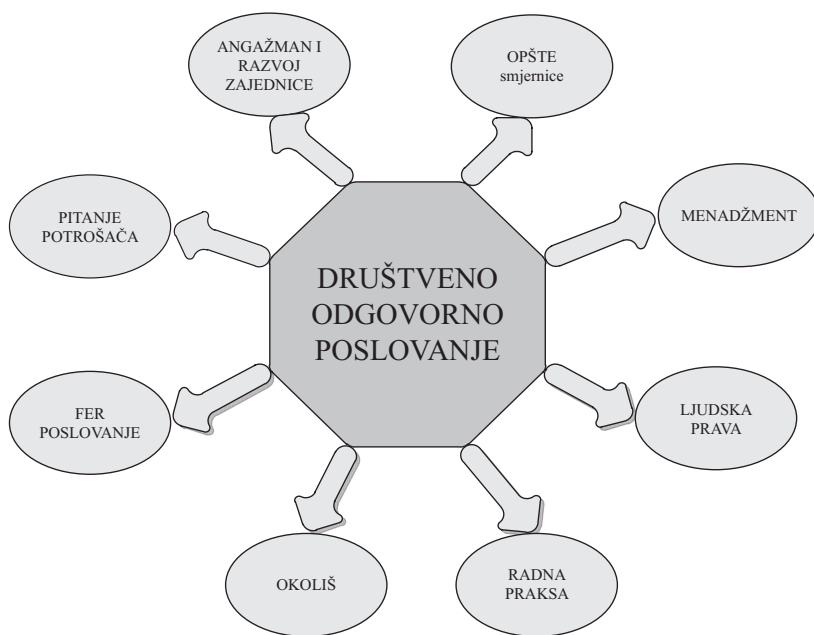 ANGAŽMAN I
RAZVOJ
ZAJEDNICE
OPŠTE
smjernice
PITANJE
POTROŠAČA
MENADŽMENT
DRUŠTVENO
ODGOVORNO
POSLOVANJE
FER
POSLOVANJE
LJUDSKA
PRAVA
OKOLIŠ
RADNA
PRAKSA